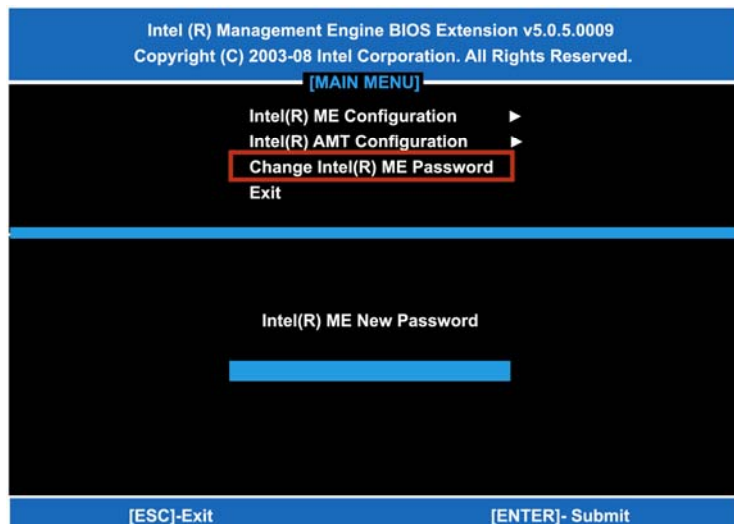 Intel (R) Management Engine BIOS Extension v5.0.5.0009
Copyright (C) 2003-08 Intel Corporation. All Rights Reserved.
[MAIN MENU]
Intel(R) ME Configuration ►
Intel(R) AMT Configuration ►
Change Intel(R) ME Password
Exit
Intel(R) ME New Password
[ESC]-Exit [ENTER]- Submit